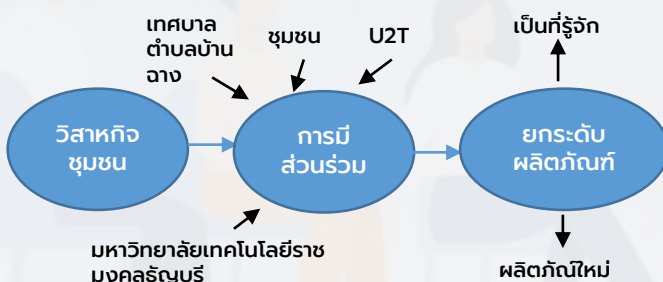 เทศบาล
ตำบลบ้าน
ฉาง
ชุมชน
U2T
เป็นที่รู้จัก
วิสาหกิจ
ชุมชน
การมี
ส่วนร่วม
ยกระดับ
ผลิตภัณฑ์
มหาวิทยาลัยเทคโนโลยีราช
มงคลธัญบุรี
ผลิตภัณ์ใหม่